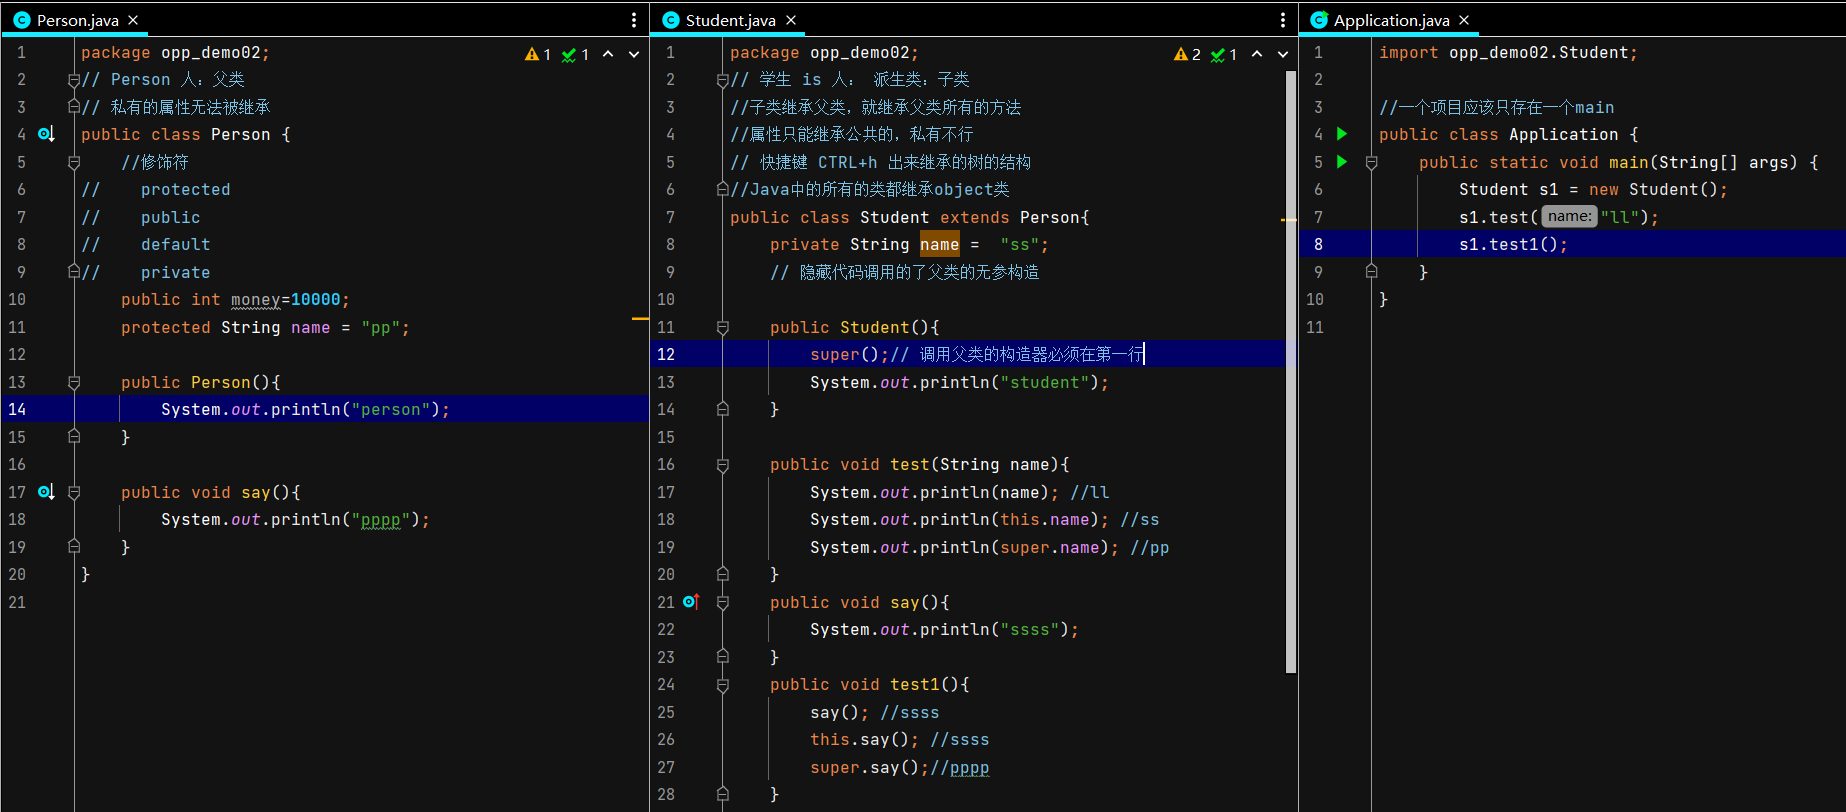 Person.java
1 package opp_demo02; 1 1
2 // Person 人：父类
3 // 私有的属性无法被继承
4 public class Person {
5 //修饰符
6 // protected
7 // public
8 // default
9 // private
10 public int money=10000;
11 protected String name = "pp";
12
13 public Person(){
14 System.out.println("person");
15 }
16
17 public void say(){
18 System.out.println("pppp");
19 }
20 }
21
Student.java
1 package opp_demo02; 2 1
2 // 学生 is 人： 派生类：子类
3 //子类继承父类，就继承父类所有的方法
4 //属性只能继承公共的，私有不行
5 // 快捷键 CTRL+h 出来继承的树的结构
6 //Java中的所有的类都继承object类
7 public class Student extends Person{
8 private String name = "ss";
9 // 隐藏代码调用的了父类的无参构造
10
11 public Student(){
12 super();// 调用父类的构造器必须在第一行
13 System.out.println("student");
14 }
15
16 public void test(String name){
17 System.out.println(name); //ll
18 System.out.println(this.name); //ss
19 System.out.println(super.name); //pp
20 }
21 public void say(){
22 System.out.println("ssss");
23 }
24 public void test1(){
25 say(); //ssss
26 this.say(); //ssss
27 super.say();//pppp
28 }
Application.java
1 import opp_demo02.Student;
2
3 //一个项目应该只存在一个main
4 public class Application {
5 public static void main(String[] args) {
6 Student s1 = new Student();
7 s1.test( name: "ll");
8 s1.test1();
9 }
10 }
11